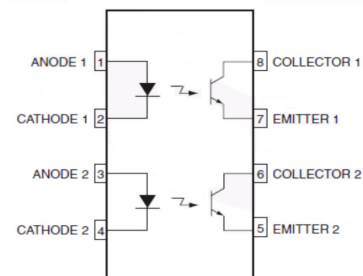 ANODE 1 1 8 COLLECTOR 1
CATHODE 1 2 7 EMITTER 1
ANODE 2 3 6 COLLECTOR 2
CATHODE 2 4 5 EMITTER 2